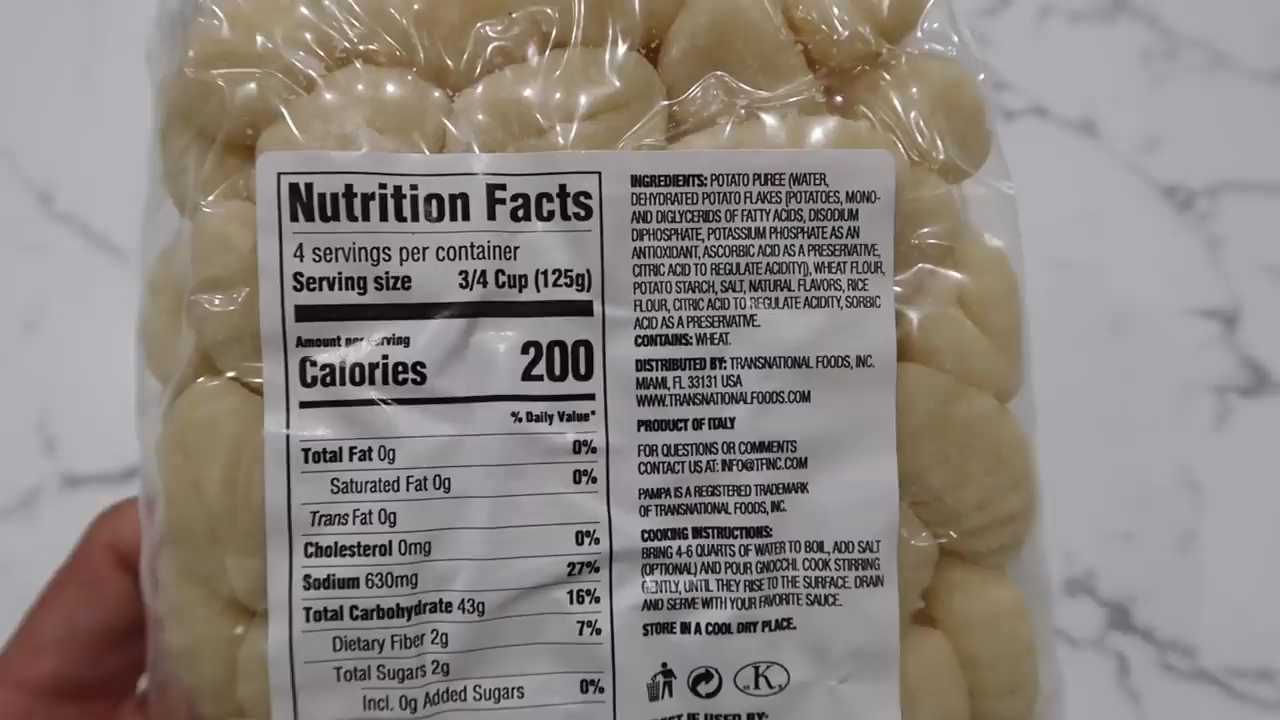 Nutrition Facts
4 servings per container
Serving size 3/4 Cup (125g)
Amount per serving
Calories 200
% Daily Value*
Total Fat 0g 0%
Saturated Fat 0g 0%
Trans Fat 0g
Cholesterol 0mg 0%
Sodium 630mg 27%
Total Carbohydrate 43g 16%
Dietary Fiber 2g 7%
Total Sugars 2g
Incl. 0g Added Sugars 0%
INGREDIENTS: POTATO PUREE (WATER,
DEHYDRATED POTATO FLAKES [POTATOES, MONO-
AND DIGLYCERIDS OF FATTY ACIDS, DISODIUM
DIPHOSPHATE, POTASSIUM PHOSPHATE AS AN
ANTIOXIDANT, ASCORBIC ACID AS A PRESERVATIVE,
CITRIC ACID TO REGULATE ACIDITY]), WHEAT FLOUR,
POTATO STARCH, SALT, NATURAL FLAVORS, RICE
FLOUR, CITRIC ACID TO REGULATE ACIDITY, SORBIC
ACID AS A PRESERVATIVE.
CONTAINS: WHEAT.
DISTRIBUTED BY: TRANSNATIONAL FOODS, INC.
MIAMI, FL 33131 USA
WWW.TRANSNATIONALFOODS.COM
PRODUCT OF ITALY
FOR QUESTIONS OR COMMENTS
CONTACT US AT: INFO@TFINC.COM
PAMPA IS A REGISTERED TRADEMARK
OF TRANSNATIONAL FOODS, INC.
COOKING INSTRUCTIONS:
BRING 4-6 QUARTS OF WATER TO BOIL, ADD SALT
(OPTIONAL) AND POUR GNOCCHI. COOK STIRRING
GENTLY, UNTIL THEY RISE TO THE SURFACE. DRAIN
AND SERVE WITH YOUR FAVORITE SAUCE.
STORE IN A COOL DRY PLACE.
K
BEST IF USED BY: